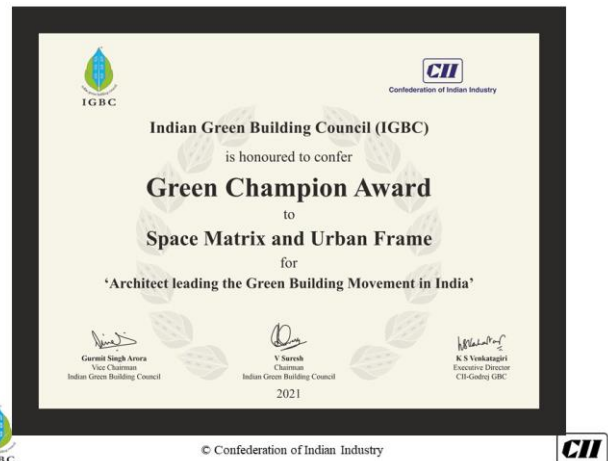 IGBC
CII
Confederation of Indian Industry
Indian Green Building Council (IGBC)
is honoured to confer
Green Champion Award
to
Space Matrix and Urban Frame
for
‘Architect leading the Green Building Movement in India’
Gurmit Singh Arora
Vice Chairman
Indian Green Building Council
V Suresh
Chairman
Indian Green Building Council
K S Venkatagiri
Executive Director
CII-Godrej GBC
2021
© Confederation of Indian Industry
CII